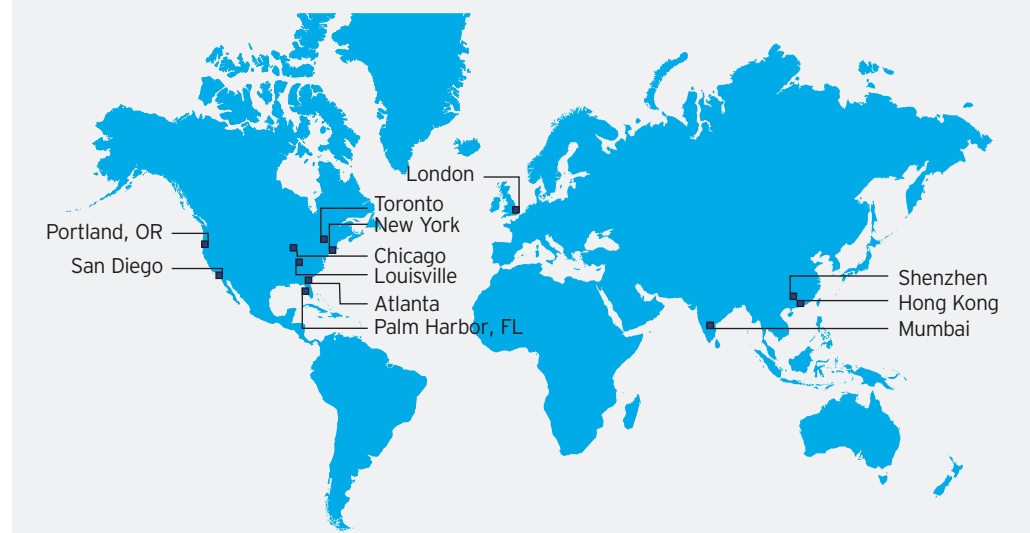 London
Toronto
New York
Portland, OR
Chicago
San Diego
Louisville
Atlanta
Palm Harbor, FL
Shenzhen
Hong Kong
Mumbai